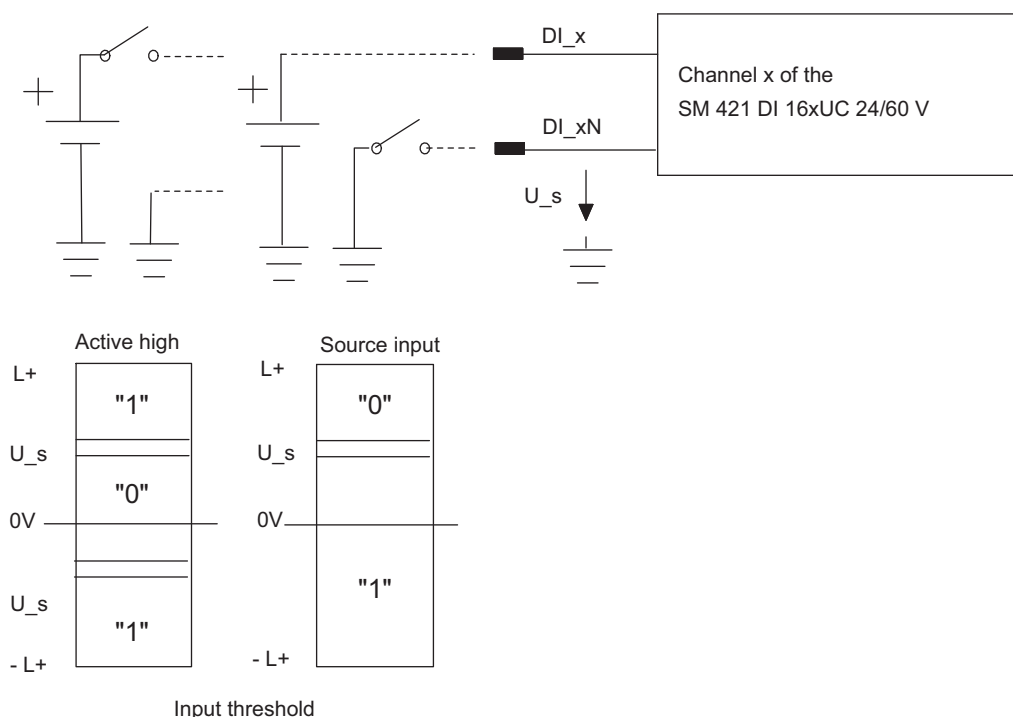 DI_x
Channel x of the
SM 421 DI 16xUC 24/60 V
DI_xN
U_s
Active high
Source input
L+
"1"
L+
"0"
U_s
U_s
"0"
0V
0V
"1"
U_s
"1"
- L+
- L+
Input threshold